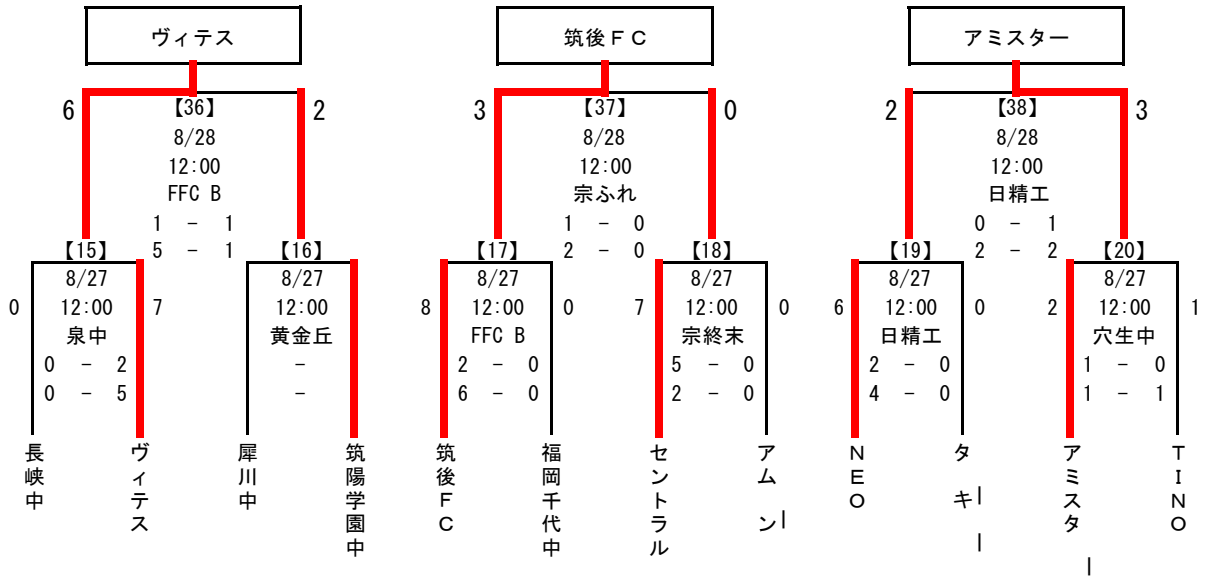 ヴィテス 筑後ＦＣ アミスター
6 【36】 2 3 【37】 0 2 【38】 3
8/28 8/28 8/28
12:00 12:00 12:00
FFC B 宗ふれ 日精工
1 - 1 1 - 0 0 - 1
【15】 5 - 1 【16】 【17】 2 - 0 【18】 【19】 2 - 2 【20】
8/27 8/27 8/27 8/27 8/27 8/27
0 12:00 7 12:00 8 12:00 0 7 12:00 0 6 12:00 0 2 12:00 1
泉中 黄金丘 FFC B 宗終末 日精工 穴生中
0 - 2 - 2 - 0 5 - 0 2 - 0 1 - 0
0 - 5 - 6 - 0 2 - 0 4 - 0 1 - 1
長峡中
ヴィテス
犀川中
筑陽学園中
筑後ＦＣ
福岡千代中
セントラル
アムーン
ＮＥＯ
ターキー
アミスター
ＴＩＮＯ